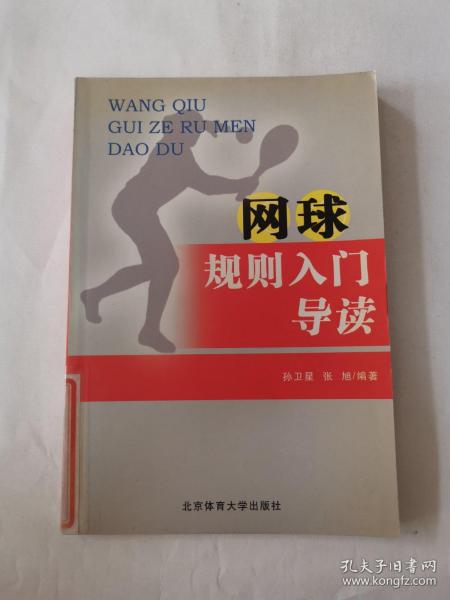 WANG QIU
GUI ZE RU MEN
DAO DU
网球
规则入门
导读
孙卫星 张 旭/编著
北京体育大学出版社
孔夫子旧书网
www.kongfz.com